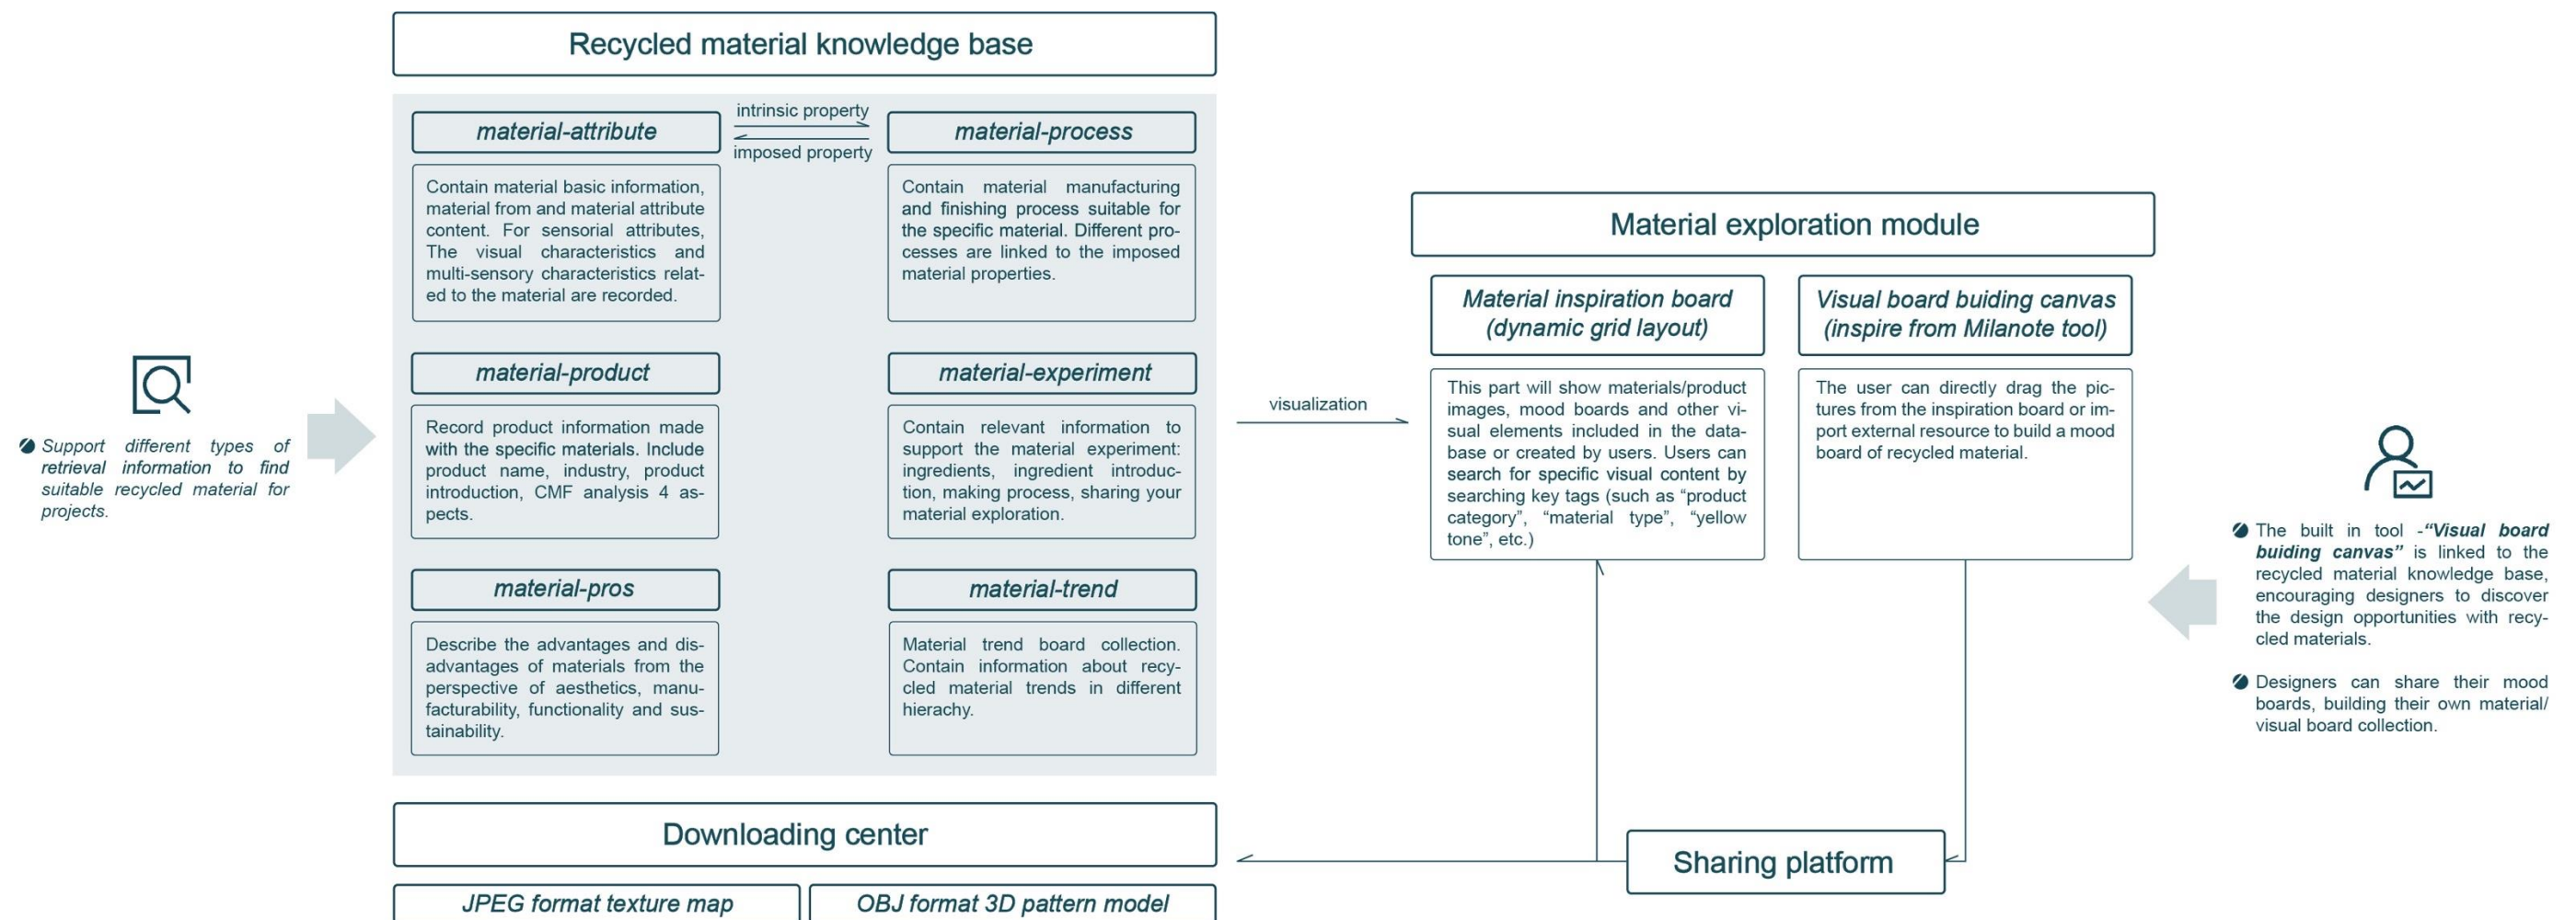 Recycled material knowledge base
material-attribute
intrinsic property
imposed property
material-process
Contain material basic information,
material from and material attribute
content. For sensorial attributes,
The visual characteristics and
multi-sensory characteristics relat-
ed to the material are recorded.
Contain material manufacturing
and finishing process suitable for
the specific material. Different pro-
cesses are linked to the imposed
material properties.
material-product
material-experiment
Record product information made
with the specific materials. Include
product name, industry, product
introduction, CMF analysis 4 as-
pects.
Contain relevant information to
support the material experiment:
ingredients, ingredient introduc-
tion, making process, sharing your
material exploration.
material-pros
material-trend
Describe the advantages and dis-
advantages of materials from the
perspective of aesthetics, manu-
facturability, functionality and sus-
tainability.
Material trend board collection.
Contain information about recy-
cled material trends in different
hierachy.
Support different types of
retrieval information to find
suitable recycled material for
projects.
visualization
Material exploration module
Material inspiration board
(dynamic grid layout)
Visual board buiding canvas
(inspire from Milanote tool)
This part will show materials/product
images, mood boards and other vi-
sual elements included in the data-
base or created by users. Users can
search for specific visual content by
searching key tags (such as “product
category”, “material type”, “yellow
tone”, etc.)
The user can directly drag the pic-
tures from the inspiration board or im-
port external resource to build a mood
board of recycled material.
The built in tool -“Visual board
buiding canvas” is linked to the
recycled material knowledge base,
encouraging designers to discover
the design opportunities with recy-
cled materials.
Designers can share their mood
boards, building their own material/
visual board collection.
Downloading center
Sharing platform
JPEG format texture map
OBJ format 3D pattern model